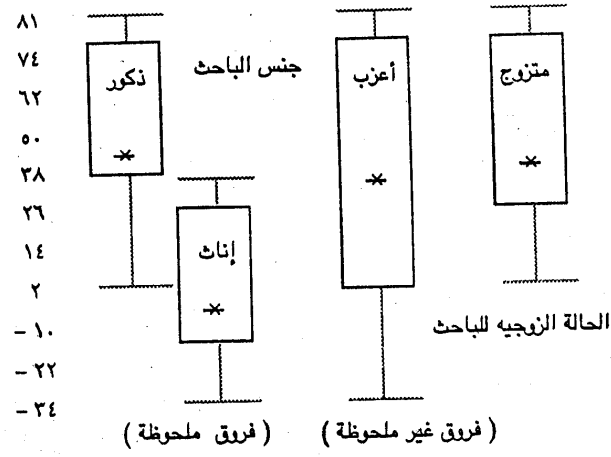 ٨١
٧٤
٦٢
٥٠
٣٨
٢٦
١٤
٢
١٠ –
٢٢ –
٣٤ –
جنس الباحث
ذكور
إناث
أعزب
متزوج
الحالة الزوجيه للباحث
( فروق غير ملحوظة ) ( فروق ملحوظة )